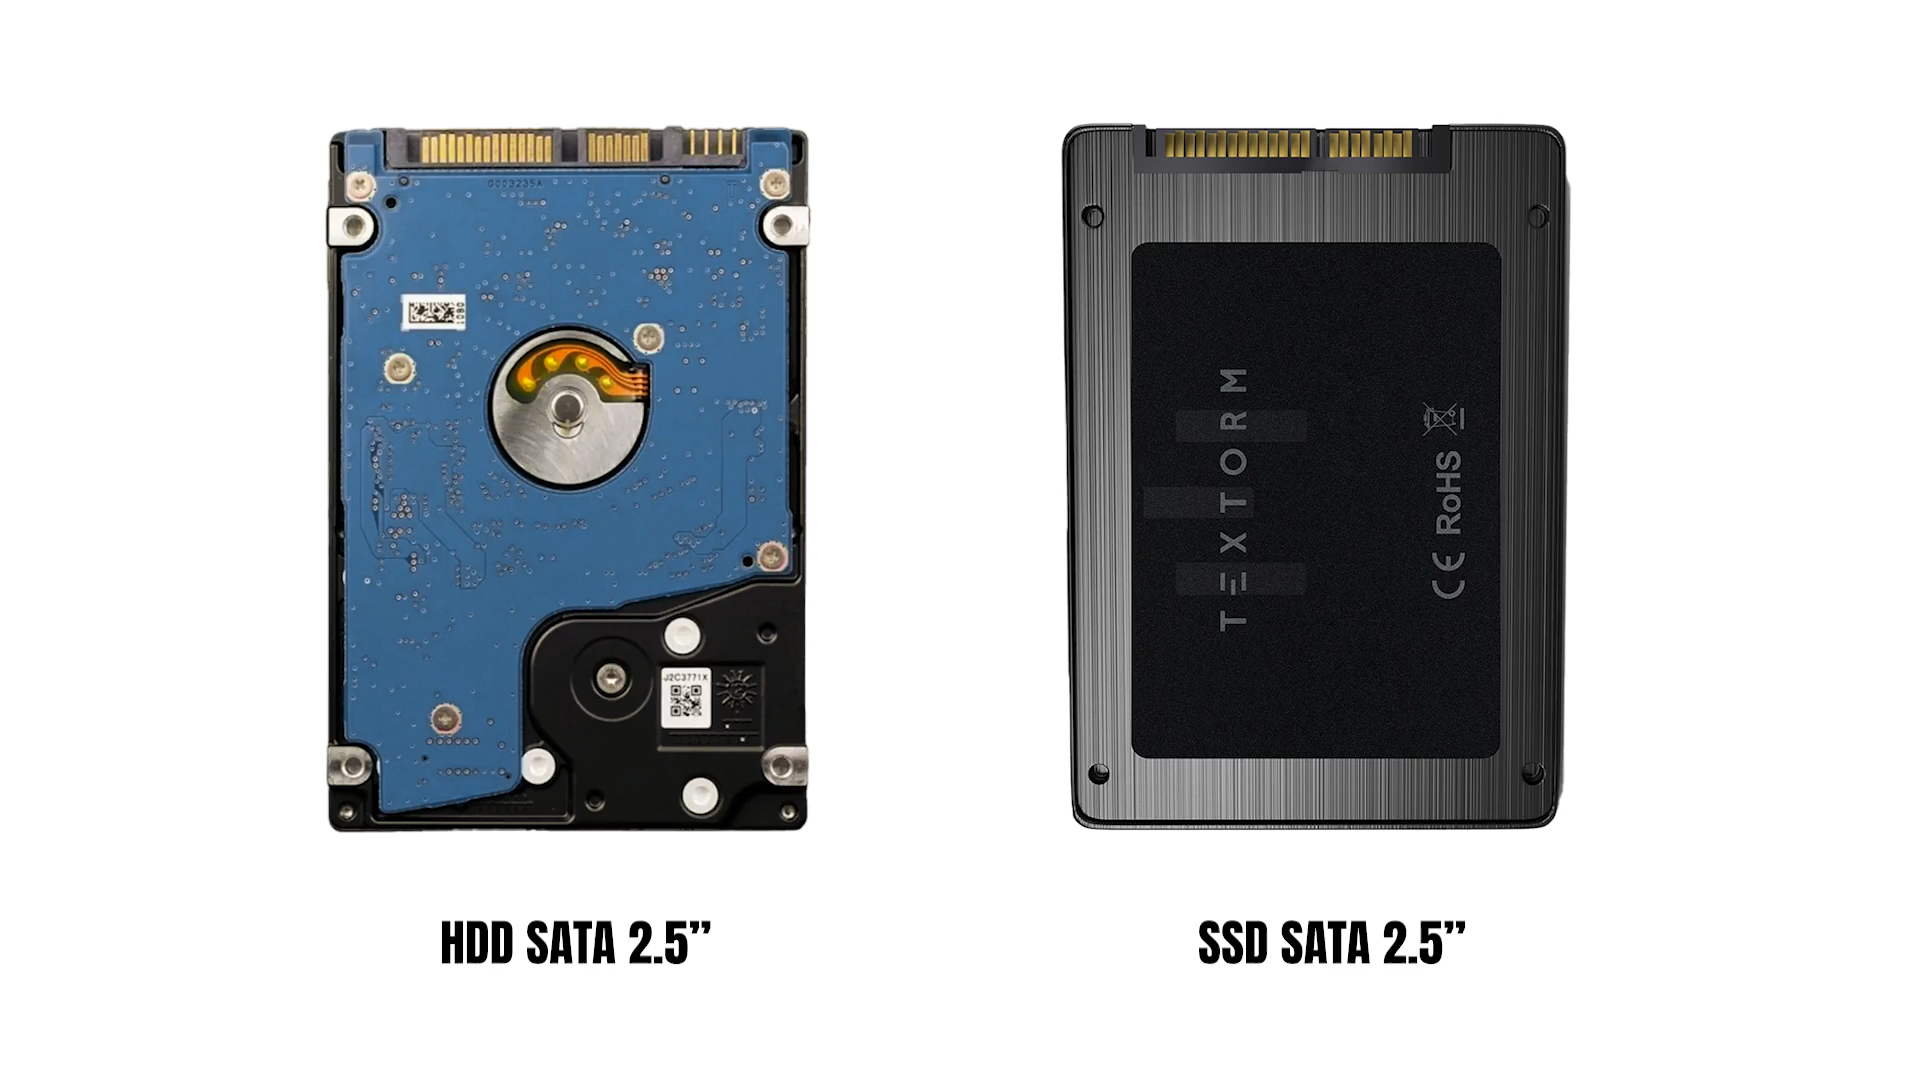 G003235A
J2C3771X
TEXTORM
CE RoHS
HDD SATA 2.5”
SSD SATA 2.5”